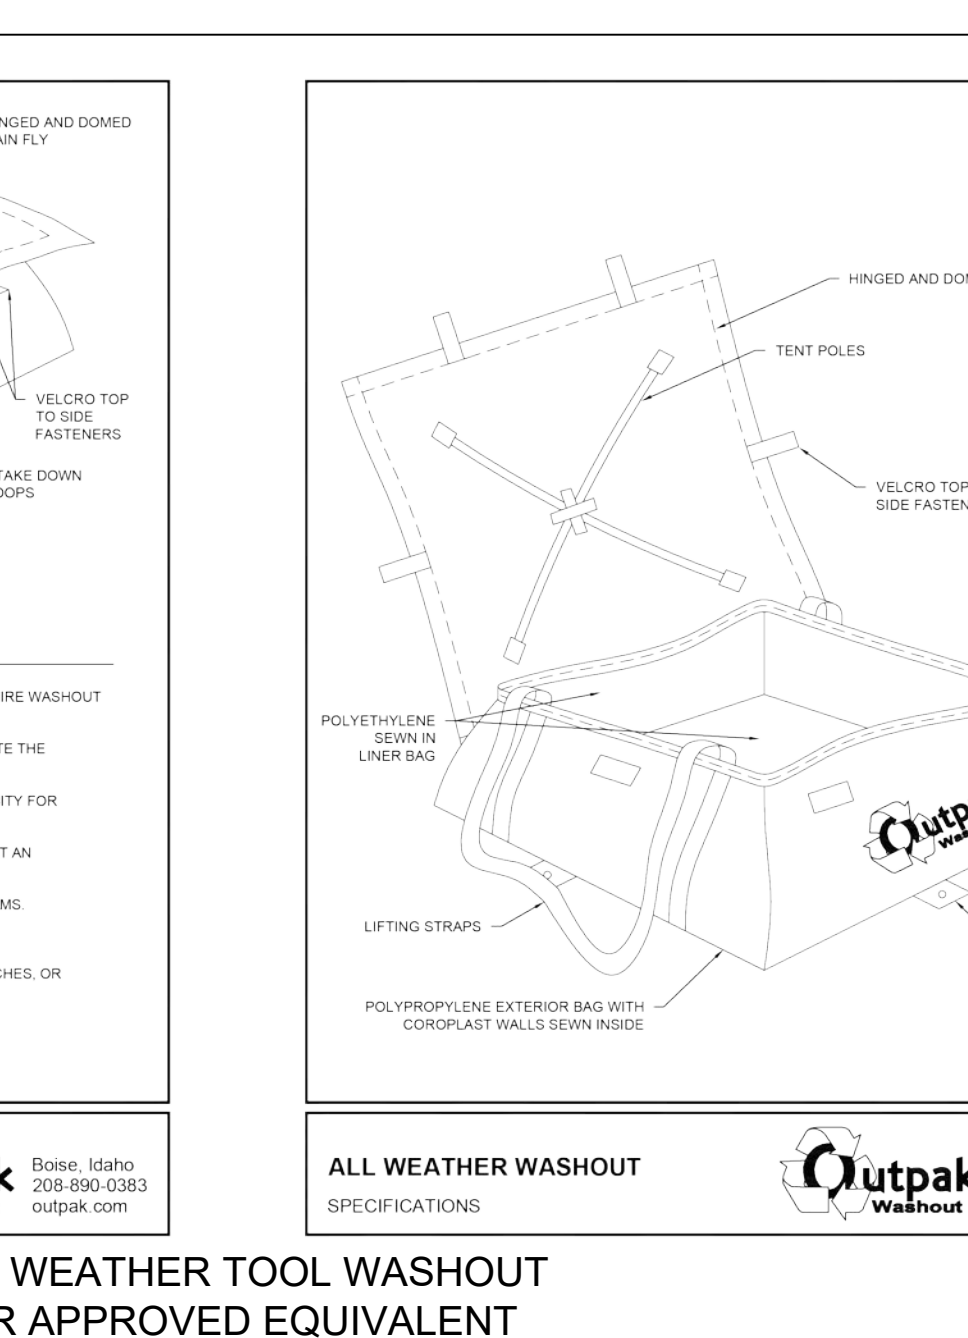 NGED AND DOMED
AIN FLY
VELCRO TOP
TO SIDE
FASTENERS
TAKE DOWN
OOPS
IRE WASHOUT
TE THE
ITY FOR
T AN
MS.
CHES, OR
k
Boise, Idaho
208-890-0383
outpak.com
HINGED AND DOM
TENT POLES
VELCRO TOP
SIDE FASTEN
POLYETHYLENE
SEWN IN
LINER BAG
Outp
Was
LIFTING STRAPS
POLYPROPYLENE EXTERIOR BAG WITH
COROPLAST WALLS SEWN INSIDE
ALL WEATHER WASHOUT
SPECIFICATIONS
Outpak
Washout
WEATHER TOOL WASHOUT
R APPROVED EQUIVALENT